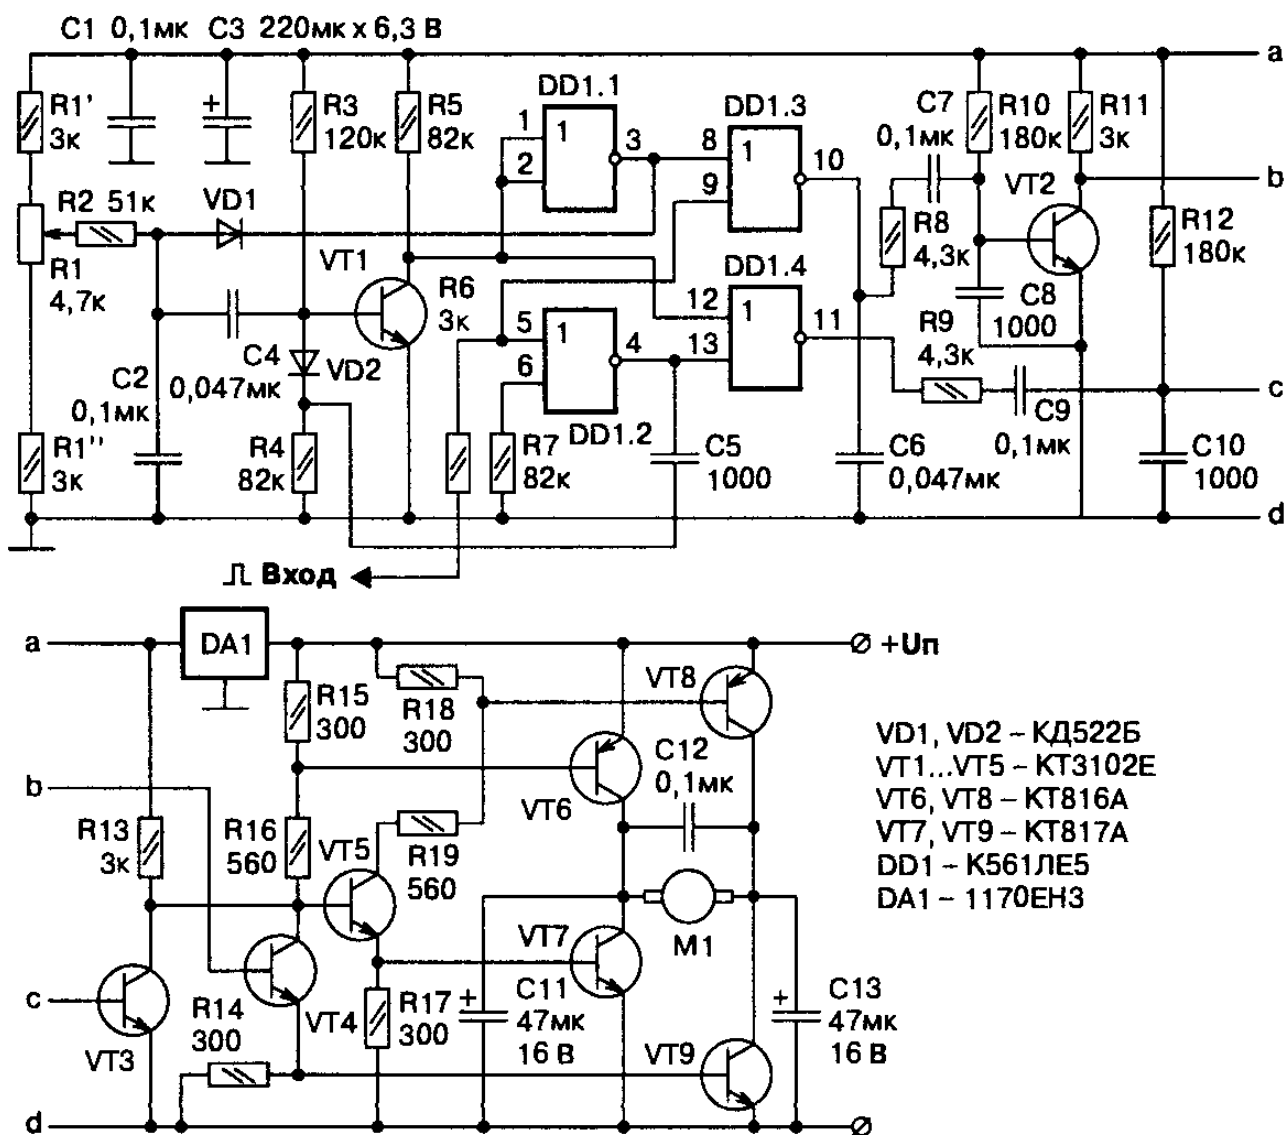 C1 0,1мк C3 220мк x 6,3 В
a
R1'
3к
+
R3
120к
R5
82к
DD1.1
1
2
1
3
DD1.3
8
9
1
10
C7
0,1мк
R10
180к
R11
3к
b
R2 51к
VD1
R1
4,7к
VT1
R6
3к
DD1.4
12
13
1
11
R8
4,3к
VT2
R12
180к
C8
1000
R9
4,3к
C2
0,1мк
C4
0,047мк
VD2
5
6
1
4
DD1.2
c
C9
0,1мк
R1''
3к
R4
82к
R7
82к
C5
1000
C6
0,047мк
C10
1000
d
Вход
a
DA1
+Uп
R15
300
R18
300
VT8
C12
0,1мк
VT6
b
R13
3к
R16
560
VT5
R19
560
VD1, VD2 – КД522Б
VT1...VT5 – КТ3102Е
VT6, VT8 – КТ816А
VT7, VT9 – КТ817А
DD1 – К561ЛЕ5
DA1 – 1170ЕН3
M1
VT7
c
VT3
R14
300
VT4
R17
300
+
C11
47мк
16 В
VT9
+
C13
47мк
16 В
d